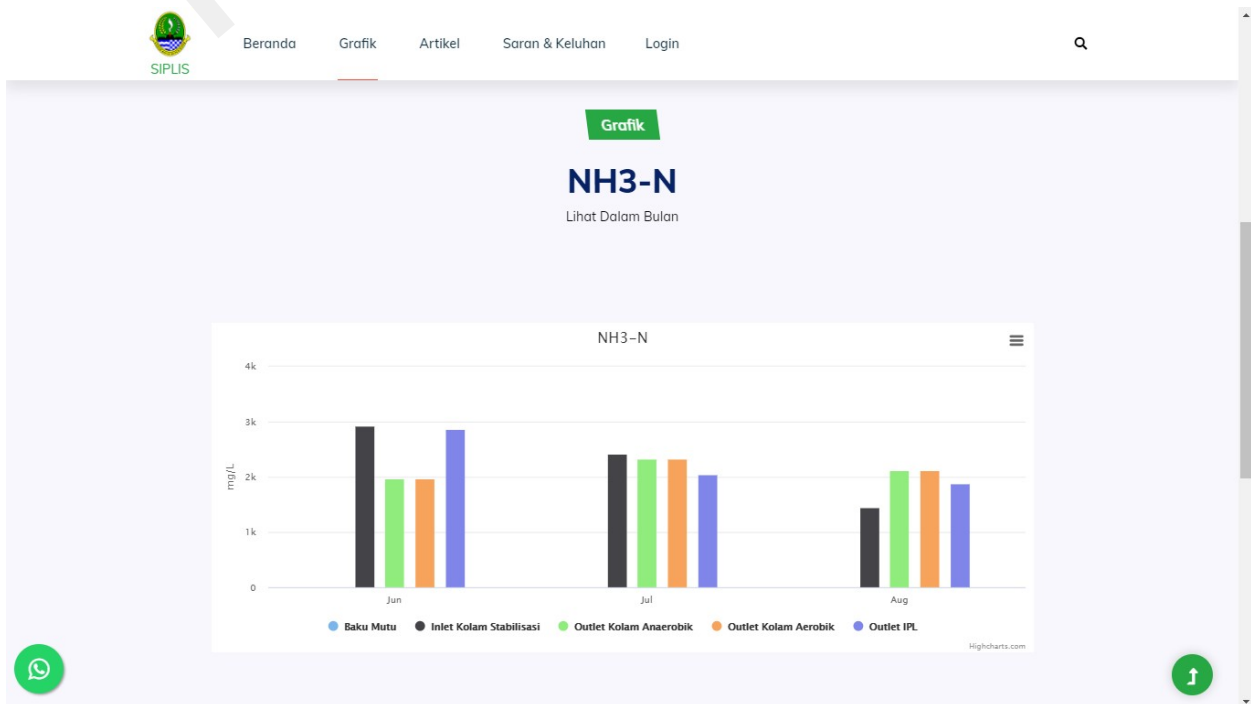 Beranda Grafik Artikel Saran & Keluhan Login
SIPLIS
Grafik
NH3-N
Lihat Dalam Bulan
NH3-N
4k
3k
2k
1k
0
mg/L
Jun Jul Aug
Baku Mutu Inlet Kolam Stabilisasi Outlet Kolam Anaerobik Outlet Kolam Aerobik Outlet IPL
Highcharts.com